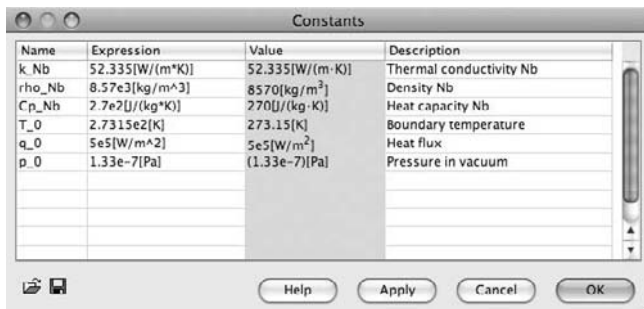 Constants
Name Expression Value Description
k_Nb 52.335[W/(m*K)] 52.335[W/(m·K)] Thermal conductivity Nb
rho_Nb 8.57e3[kg/m^3] 8570[kg/m³] Density Nb
Cp_Nb 2.7e2[J/(kg*K)] 270[J/(kg·K)] Heat capacity Nb
T_0 2.7315e2[K] 273.15[K] Boundary temperature
q_0 5e5[W/m^2] 5e5[W/m²] Heat flux
p_0 1.33e-7[Pa] (1.33e-7)[Pa] Pressure in vacuum
Help Apply Cancel OK